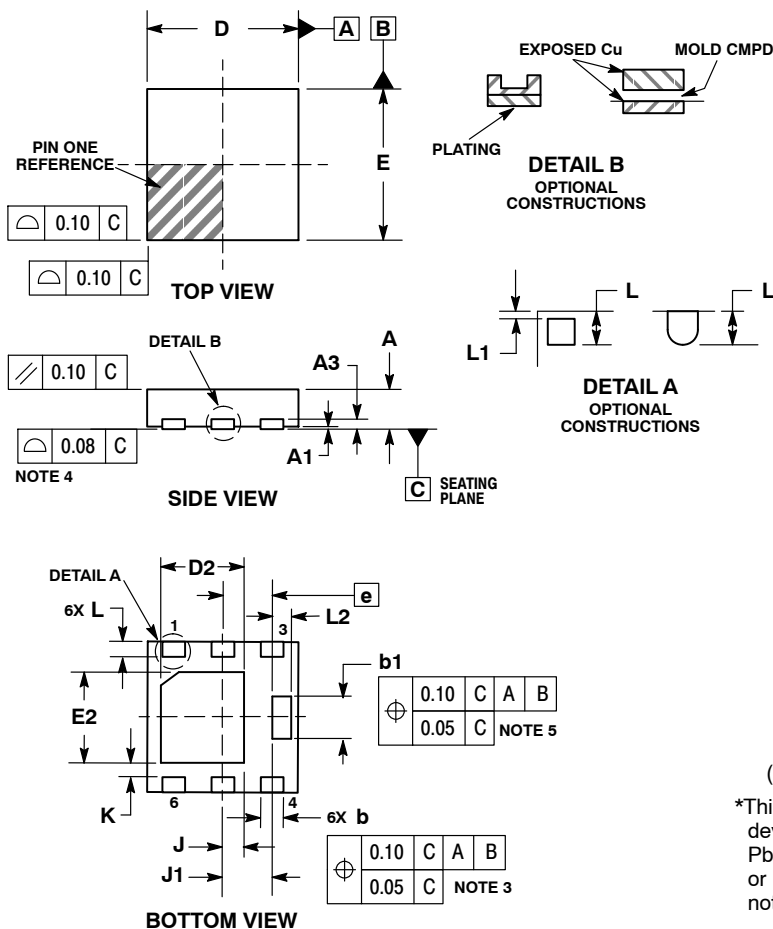 D
A
B
PIN ONE
REFERENCE
E
0.10 C
0.10 C
TOP VIEW
EXPOSED Cu
MOLD CMPD
PLATING
DETAIL B
OPTIONAL
CONSTRUCTIONS
L
L
L1
DETAIL A
OPTIONAL
CONSTRUCTIONS
DETAIL B
A
A3
// 0.10 C
0.08 C
NOTE 4
A1
C SEATING
PLANE
SIDE VIEW
D2
DETAIL A
e
6X L
L2
1
3
b1
0.10 C A B
0.05 C NOTE 5
E2
K
6
4
6X b
J
J1
0.10 C A B
0.05 C NOTE 3
BOTTOM VIEW
(
*Thi
dev
Pb
or
not